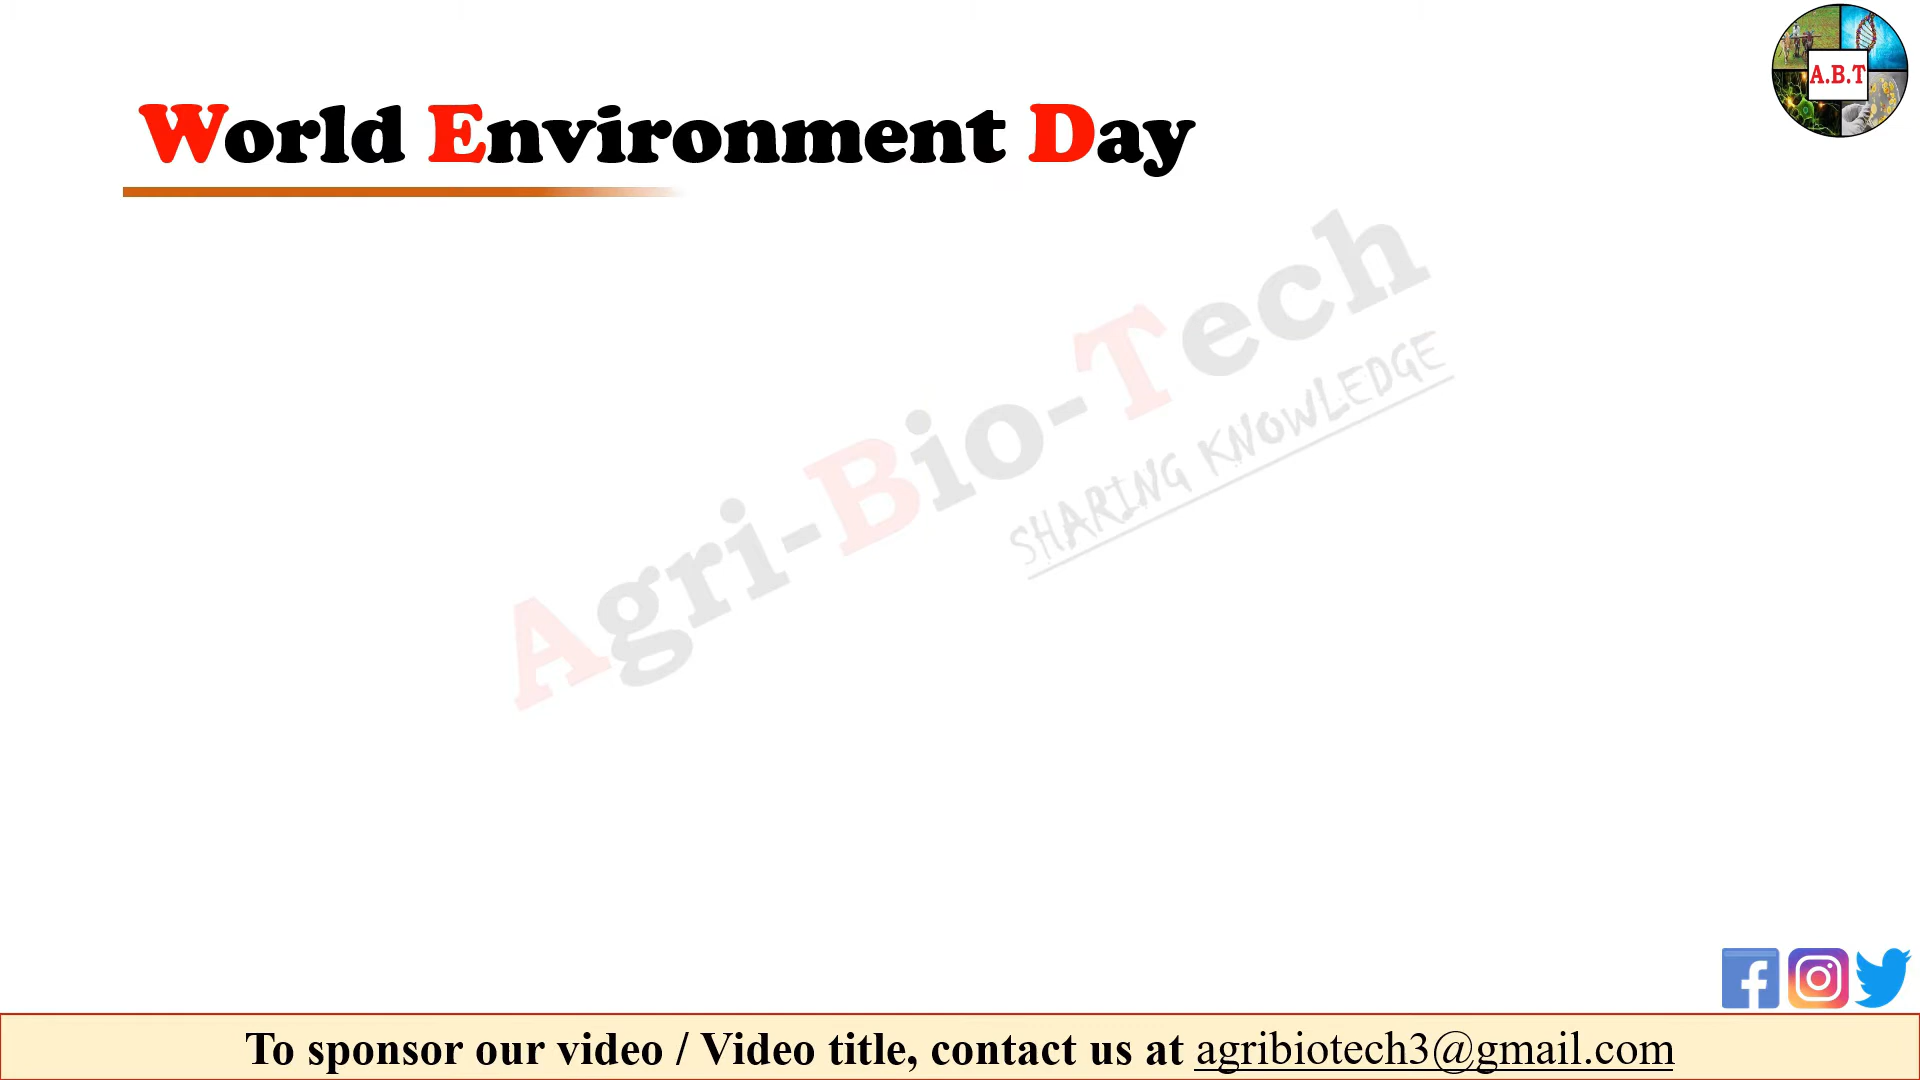 A.B.T
World Environment Day
Agri-Bio-Tech
SHARING KNOWLEDGE
To sponsor our video / Video title, contact us at agribiotech3@gmail.com